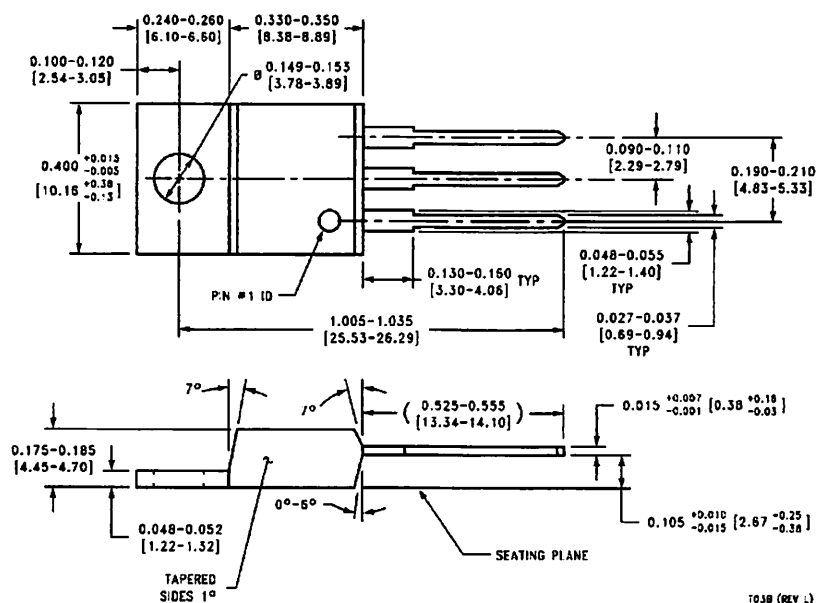 0.240-0.260
[6.10-6.60]
0.330-0.350
[8.38-8.89]
0.100-0.120
[2.54-3.05]
Ø 0.149-0.153
[3.78-3.89]
0.400 +0.015 -0.005
[10.16 +0.38 -0.13]
0.090-0.110
[2.29-2.79]
0.190-0.210
[4.83-5.33]
0.048-0.055
[1.22-1.40]
TYP
0.130-0.160 TYP
[3.30-4.06]
PIN #1 ID
1.005-1.035
[25.53-26.29]
0.027-0.037
[0.69-0.94]
TYP
7°
7°
( 0.525-0.555 )
[13.34-14.10]
0.015 +0.007 -0.001 [0.38 +0.18 -0.03]
0.175-0.185
[4.45-4.70]
0.048-0.052
[1.22-1.32]
0°-6°
0.105 +0.010 -0.015 [2.67 +0.25 -0.38]
SEATING PLANE
TAPERED
SIDES 1°
T03B (REV L)